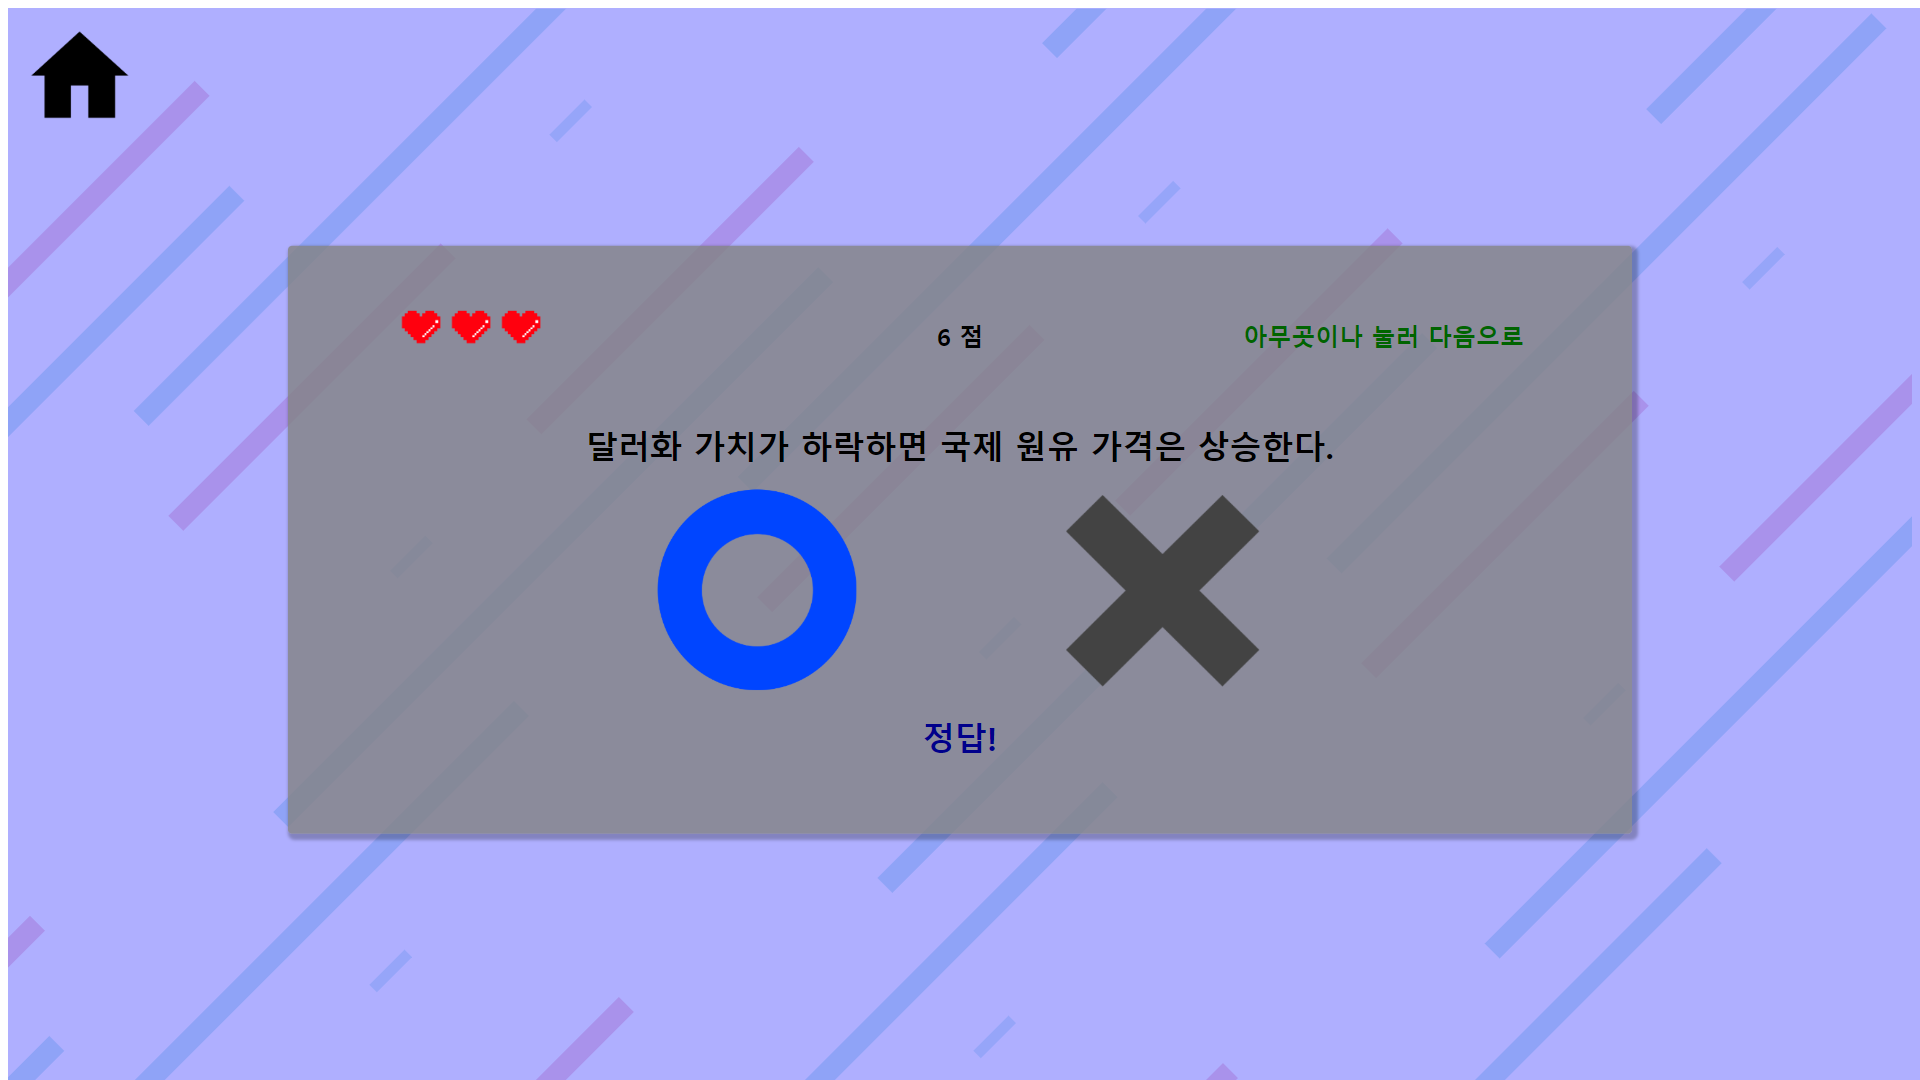 6 점
아무곳이나 눌러 다음으로
달러화 가치가 하락하면 국제 원유 가격은 상승한다.
정답!